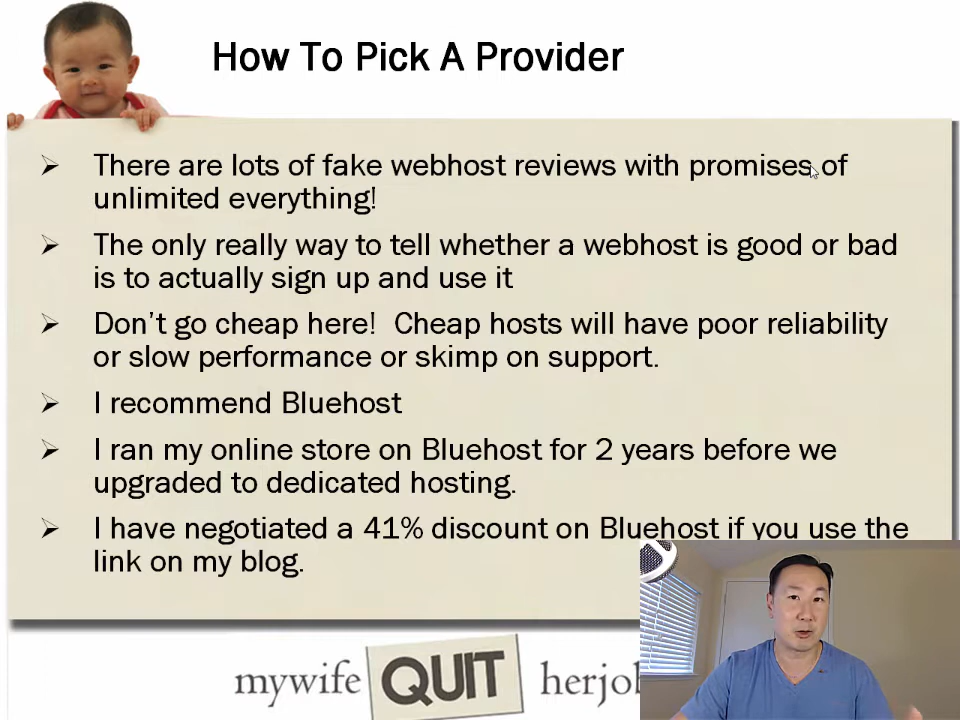 How To Pick A Provider
There are lots of fake webhost reviews with promises of
unlimited everything!
The only really way to tell whether a webhost is good or bad
is to actually sign up and use it
Don't go cheap here!  Cheap hosts will have poor reliability
or slow performance or skimp on support.
I recommend Bluehost
I ran my online store on Bluehost for 2 years before we
upgraded to dedicated hosting.
I have negotiated a 41% discount on Bluehost if you use the
link on my blog.
mywife QUIT herjo